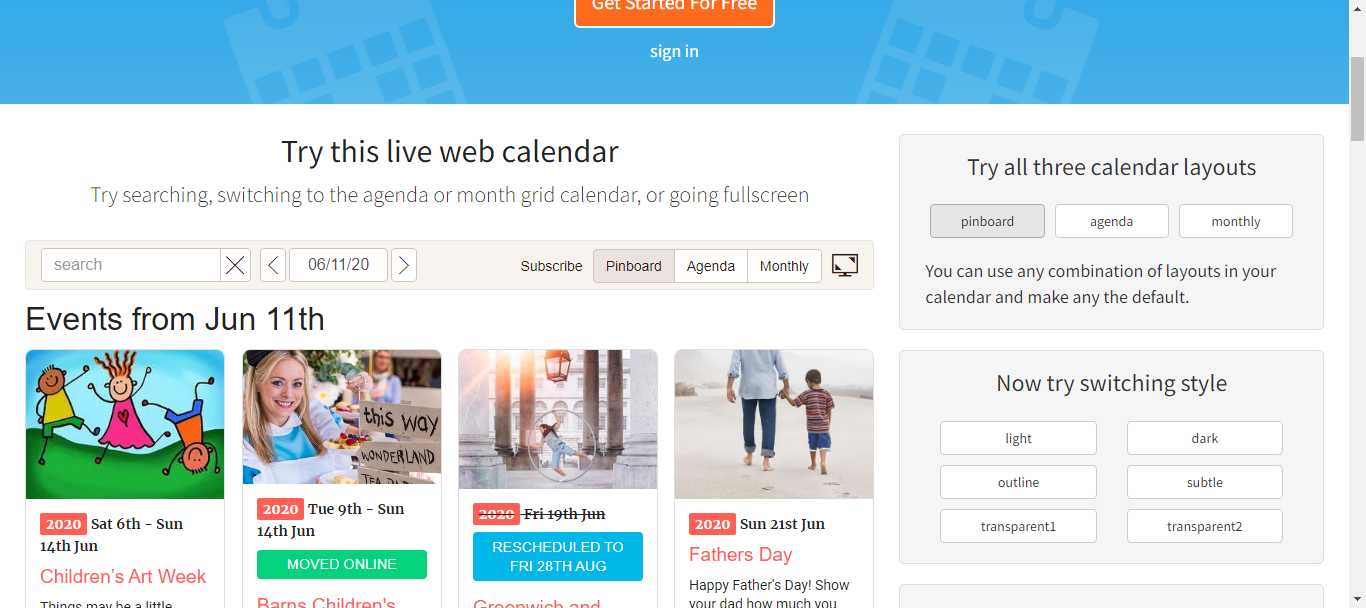 Get Started For Free
sign in
Try this live web calendar
Try searching, switching to the agenda or month grid calendar, or going fullscreen
search
06/11/20
Subscribe
Pinboard
Agenda
Monthly
Events from Jun 11th
this way
WONDERLAND
2020 Sat 6th - Sun
14th Jun
Children's Art Week
Things may be a little
2020 Tue 9th - Sun
14th Jun
MOVED ONLINE
Barns Children's
2020 Fri 19th Jun
RESCHEDULED TO
FRI 28TH AUG
Greenwich and
2020 Sun 21st Jun
Fathers Day
Happy Father's Day! Show
your dad how much you
Try all three calendar layouts
pinboard
agenda
monthly
You can use any combination of layouts in your
calendar and make any the default.
Now try switching style
light
dark
outline
subtle
transparent1
transparent2